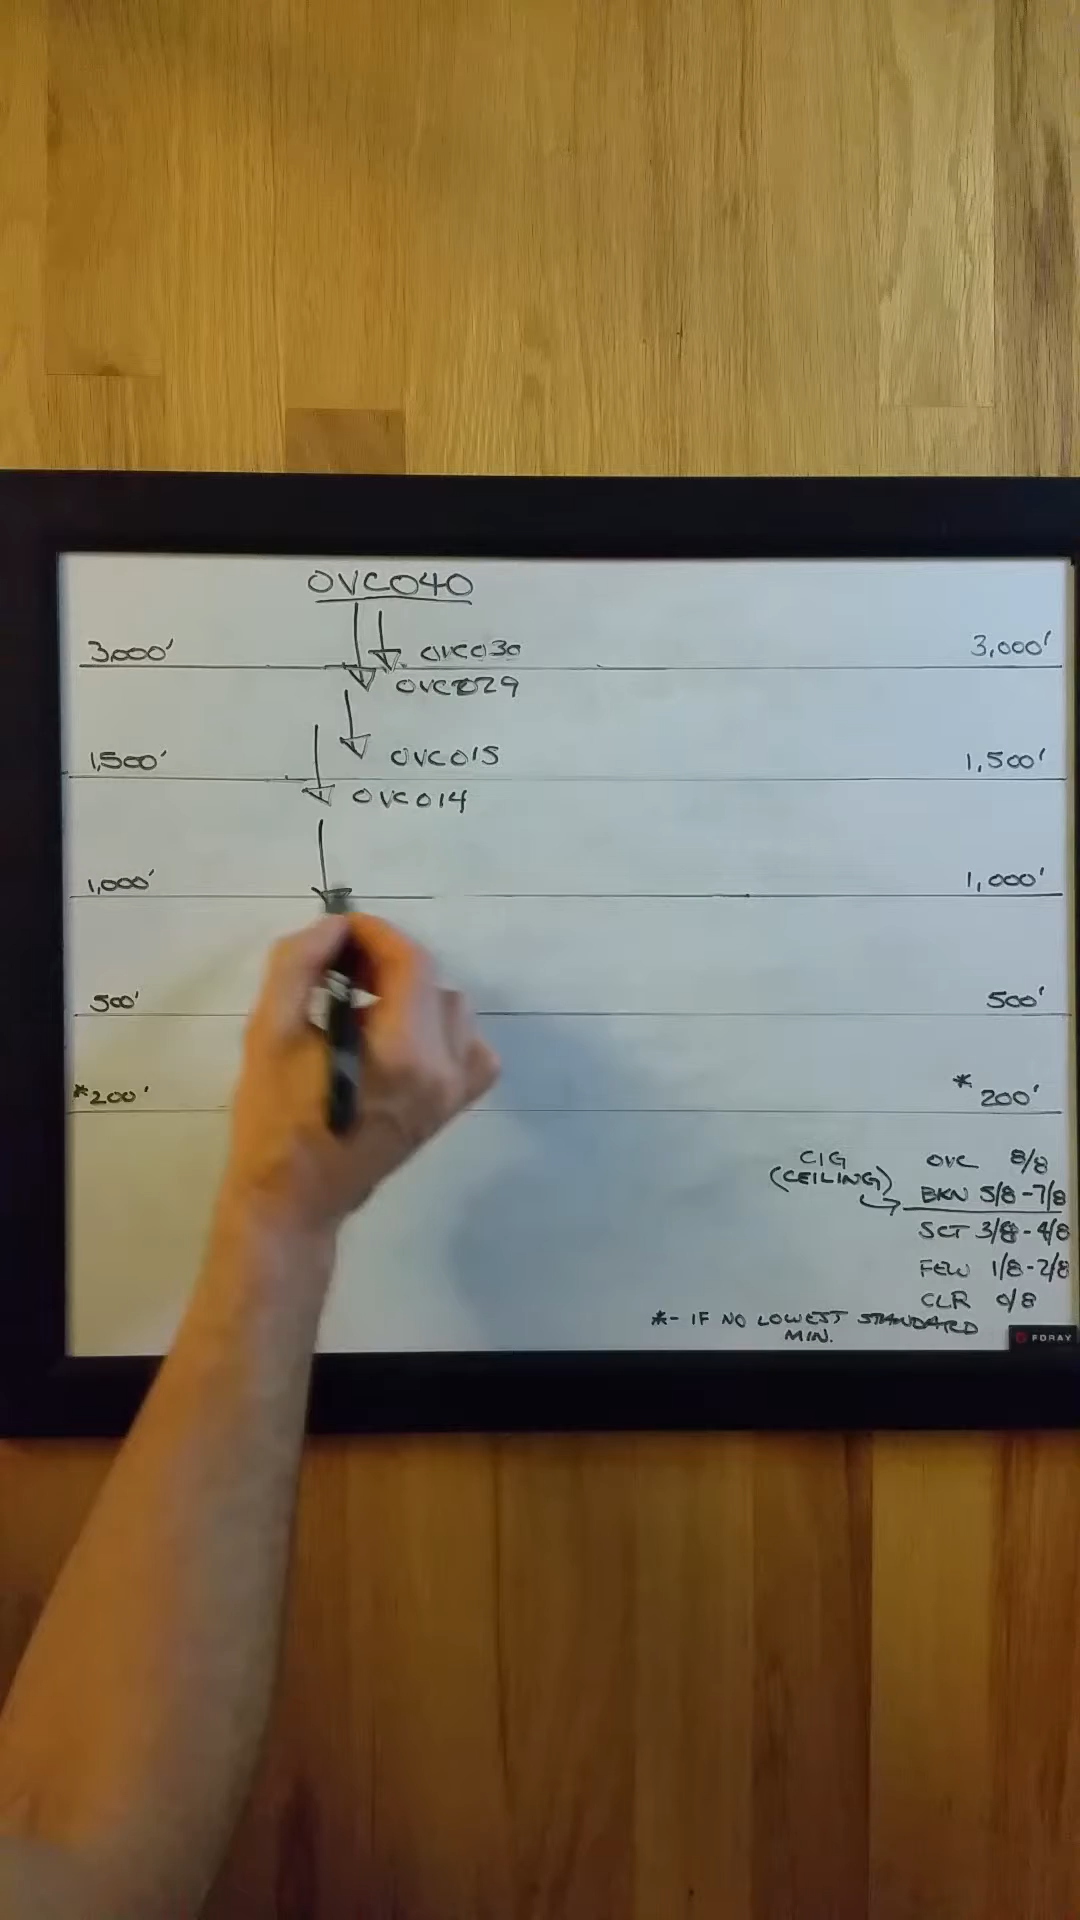 OVC040
3,000' OVC030 3,000'
OVC029
1,500' OVC015 1,500'
OVC014
1,000' 1,000'
500' 500'
*200' *200'
CIG OVC 8/8
(CEILING) BKN 5/8-7/8
SCT 3/8-4/8
FEW 1/8-2/8
CLR 0/8
*- IF NO LOWEST STANDARD
MIN.
FORAY